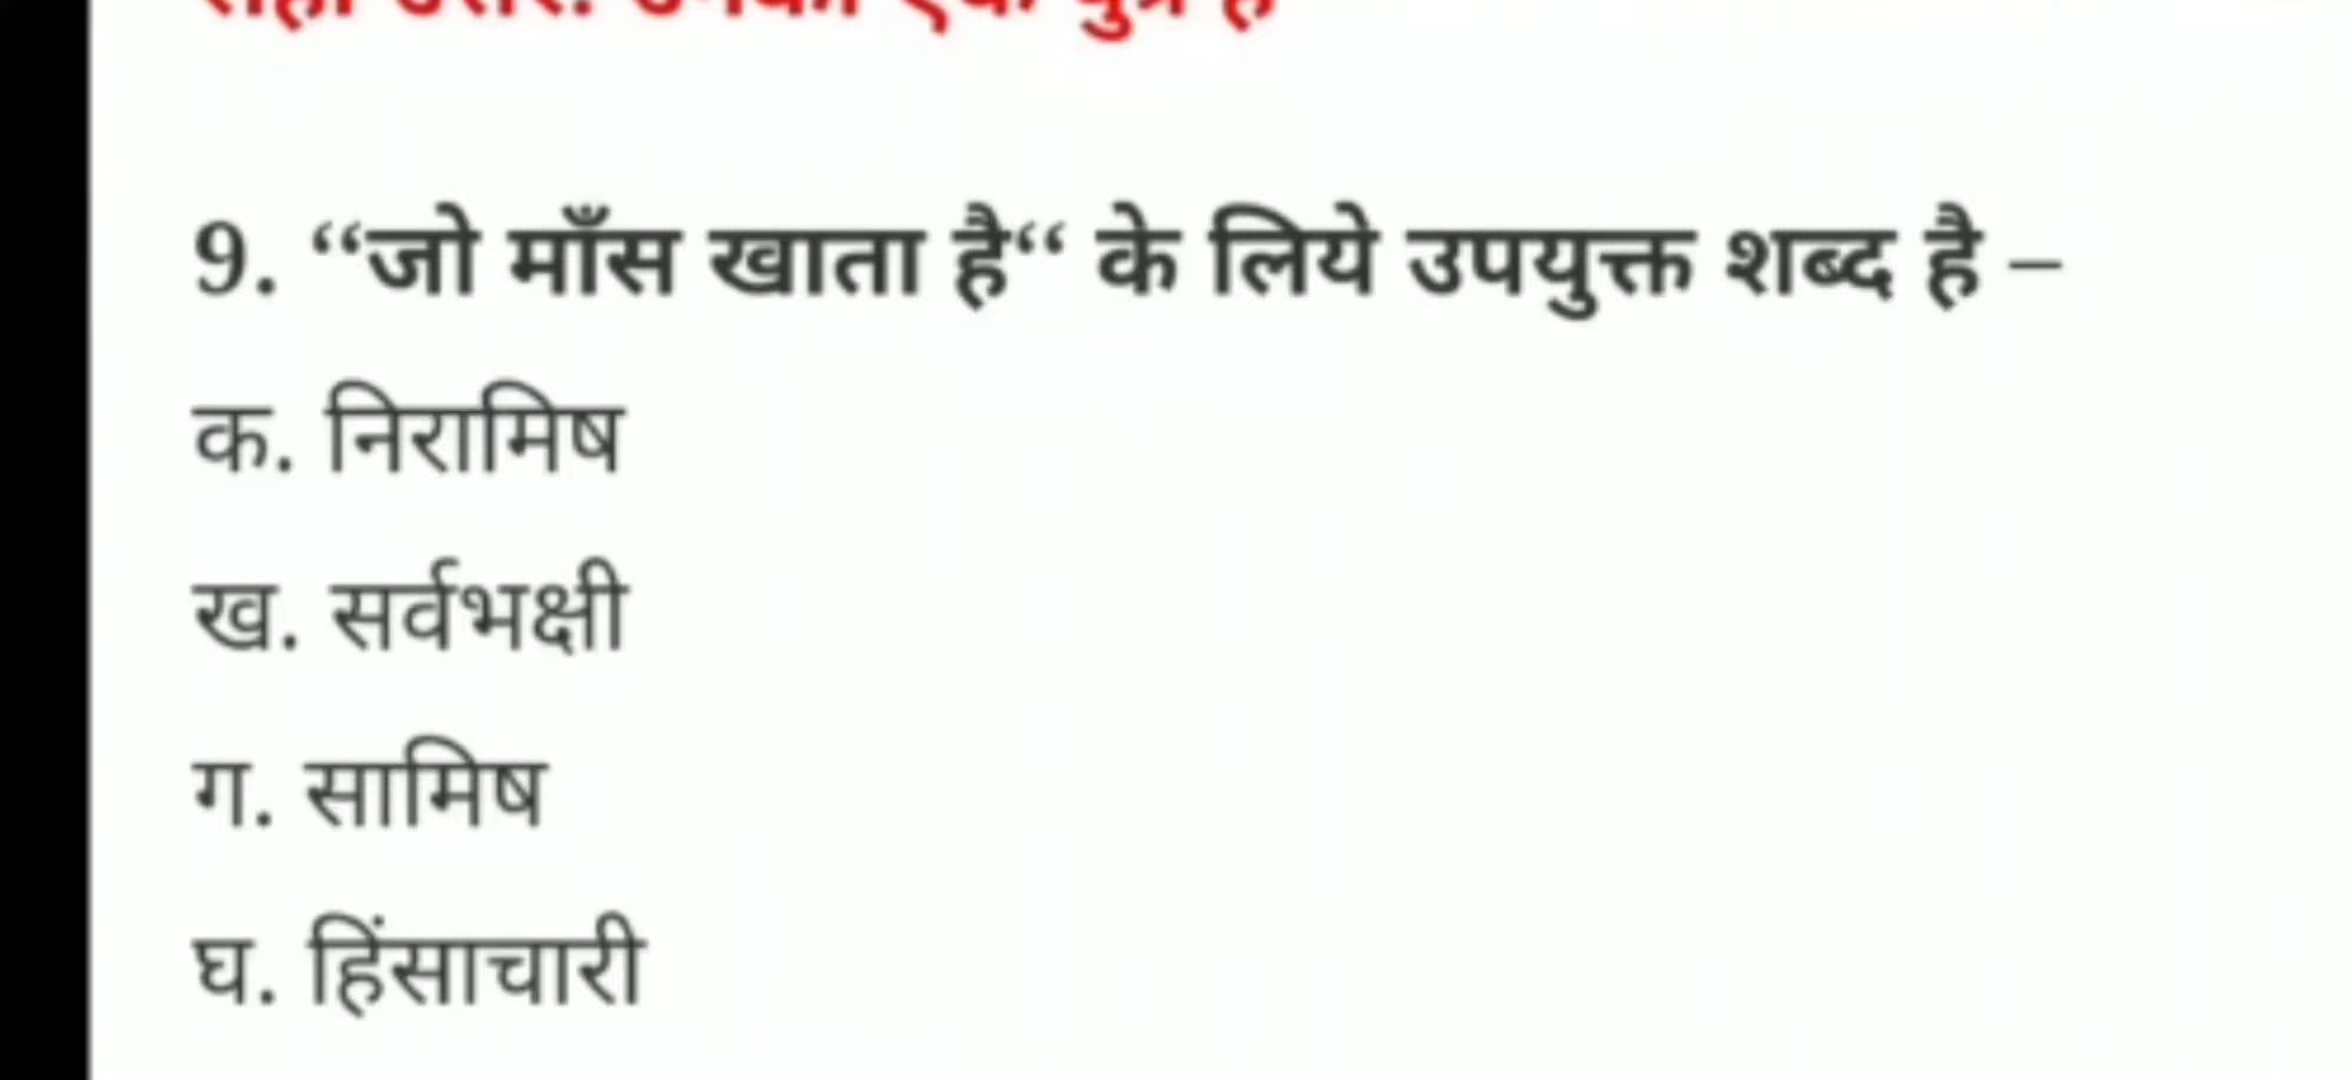 9. “जो माँस खाता है“ के लिये उपयुक्त शब्द है –
क. निरामिष
ख. सर्वभक्षी
ग. सामिष
घ. हिंसाचारी